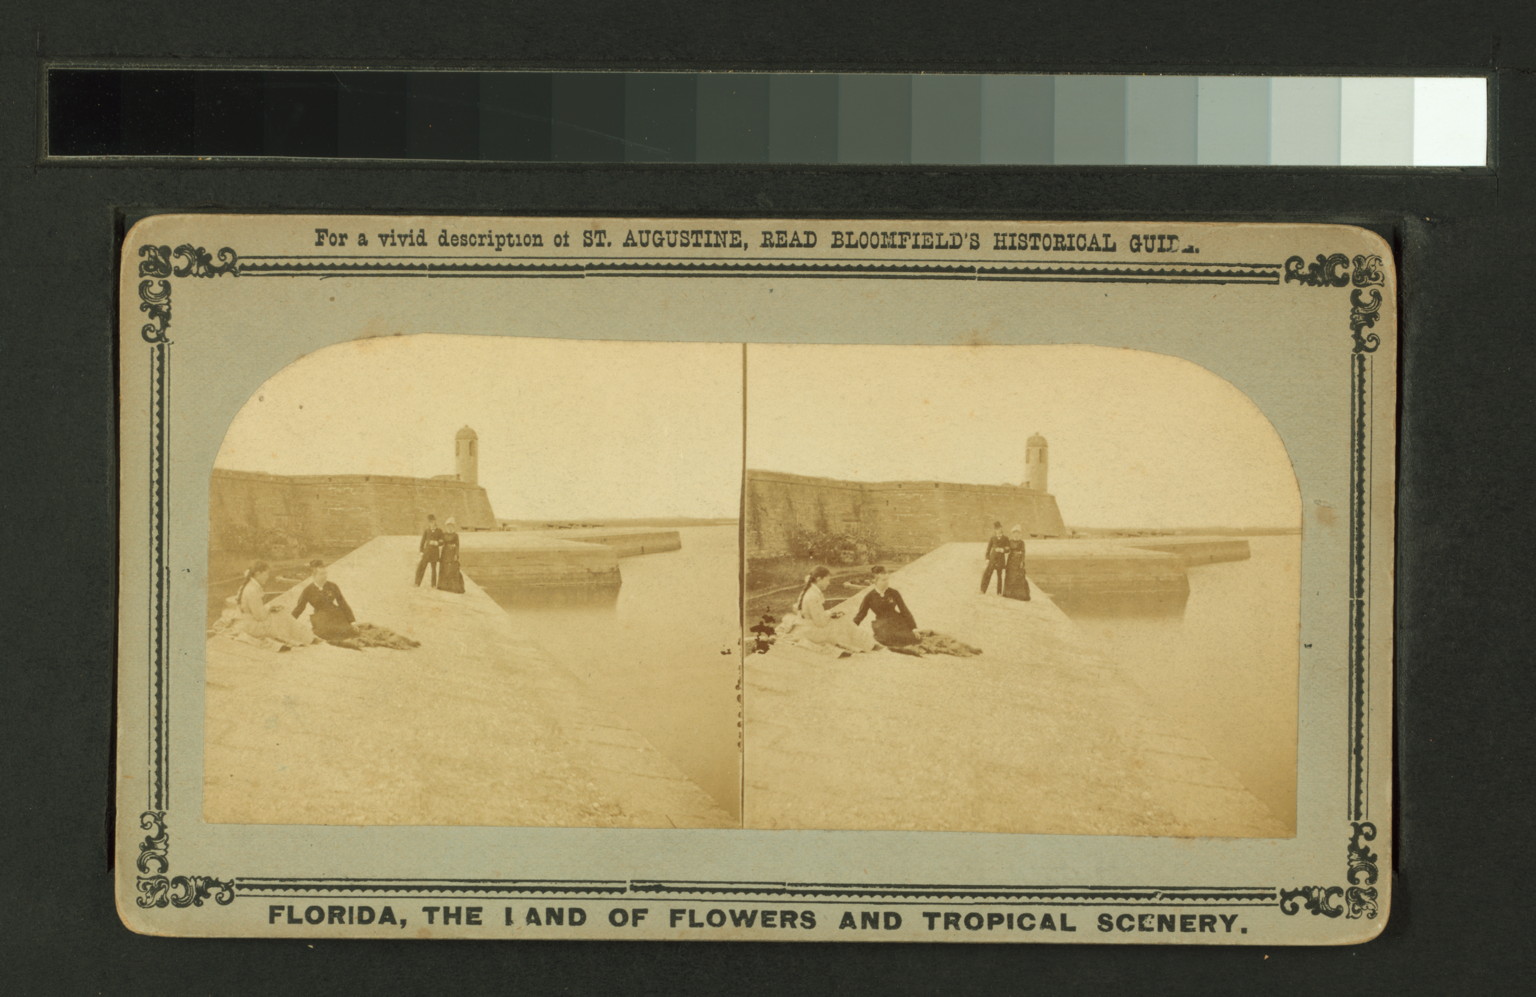 For a vivid description of ST. AUGUSTINE, READ BLOOMFIELD'S HISTORICAL GUIDE.
FLORIDA, THE LAND OF FLOWERS AND TROPICAL SCENERY.